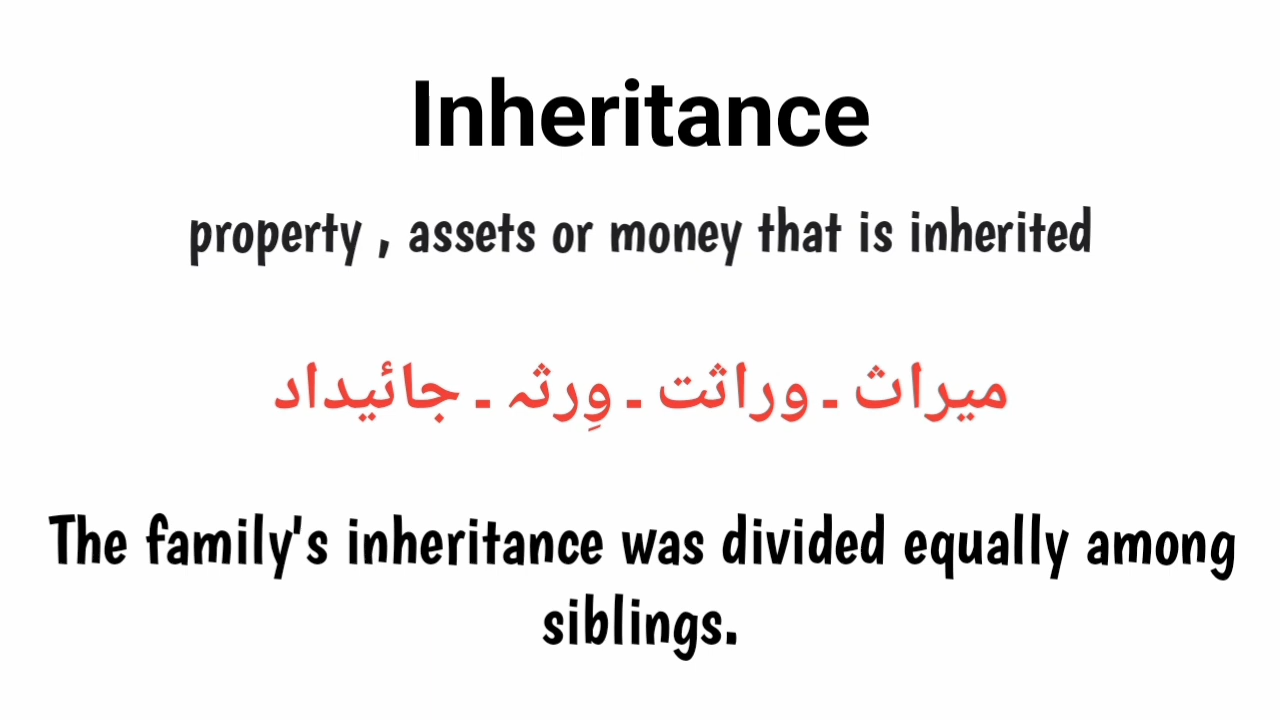 Inheritance
property , assets or money that is inherited
میراث ۔ وراثت ۔ وِرثہ ۔ جائیداد
The family's inheritance was divided equally among
siblings.